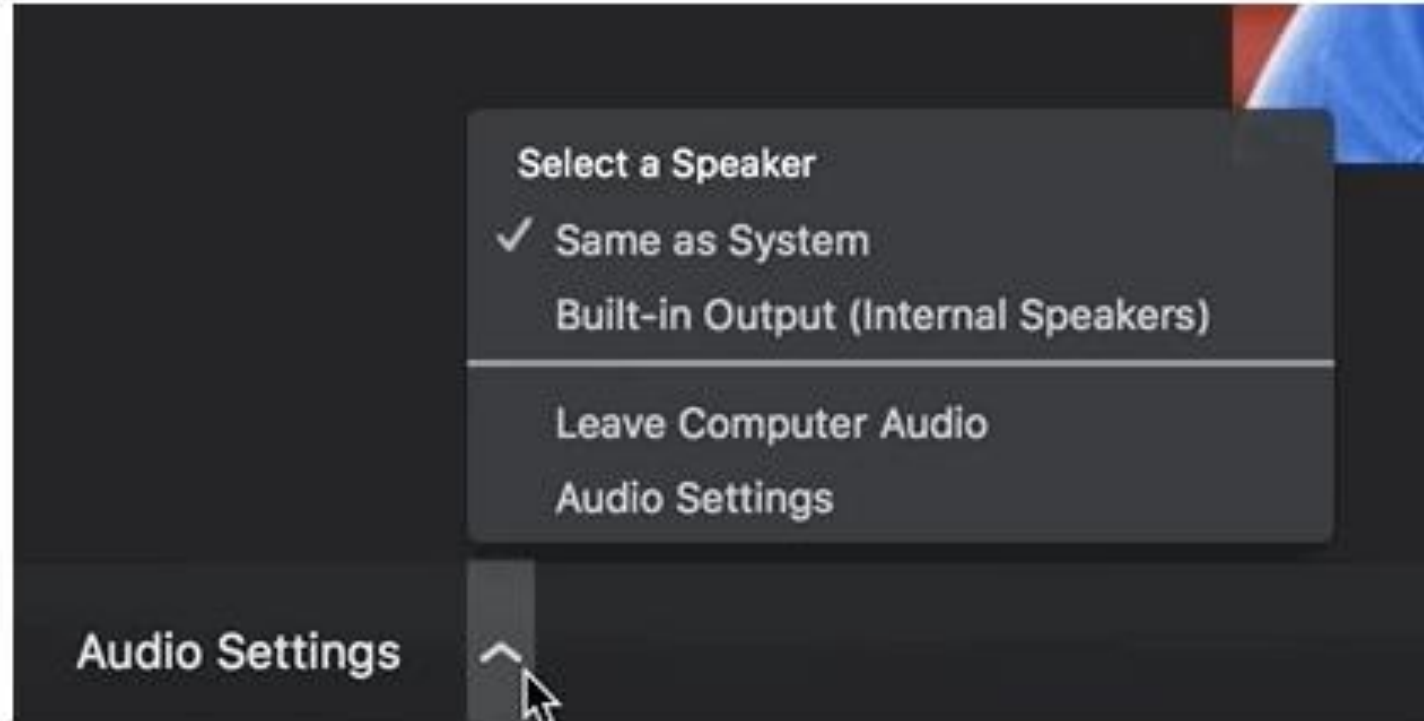 Select a Speaker
Same as System
Built-in Output (Internal Speakers)
Leave Computer Audio
Audio Settings
Audio Settings